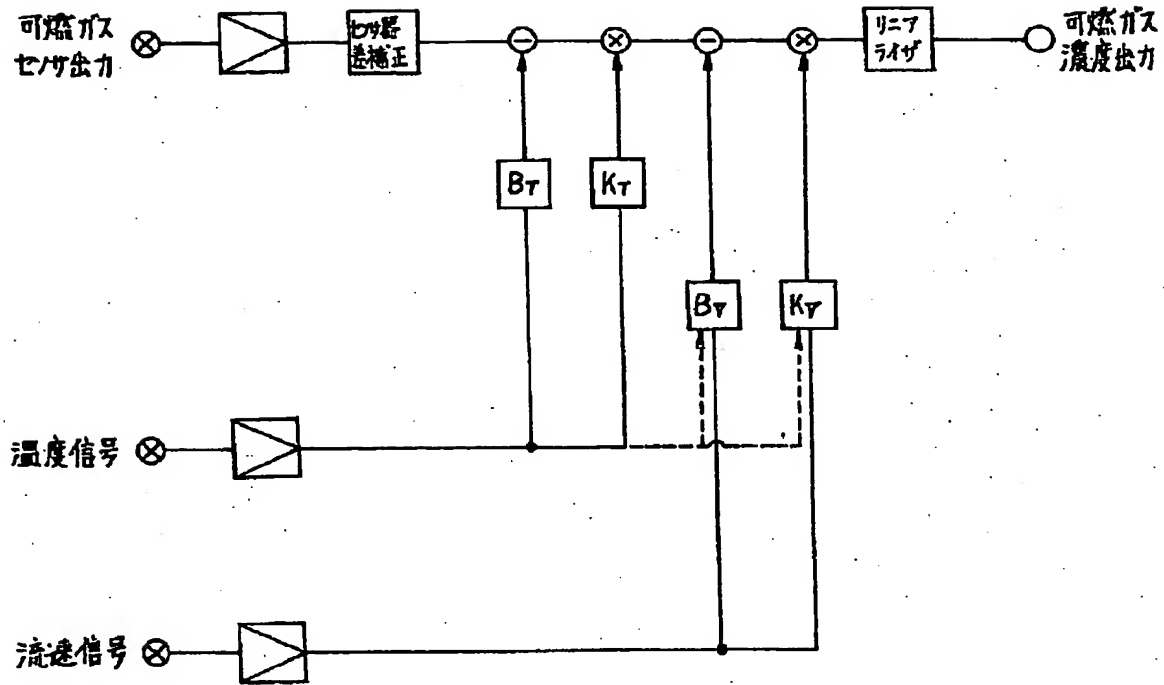 可燃ガス
センサ出力
センサ器
差補正
リニア
ライザ
可燃ガス
濃度出力
BT
KT
BV
KV
温度信号
流速信号